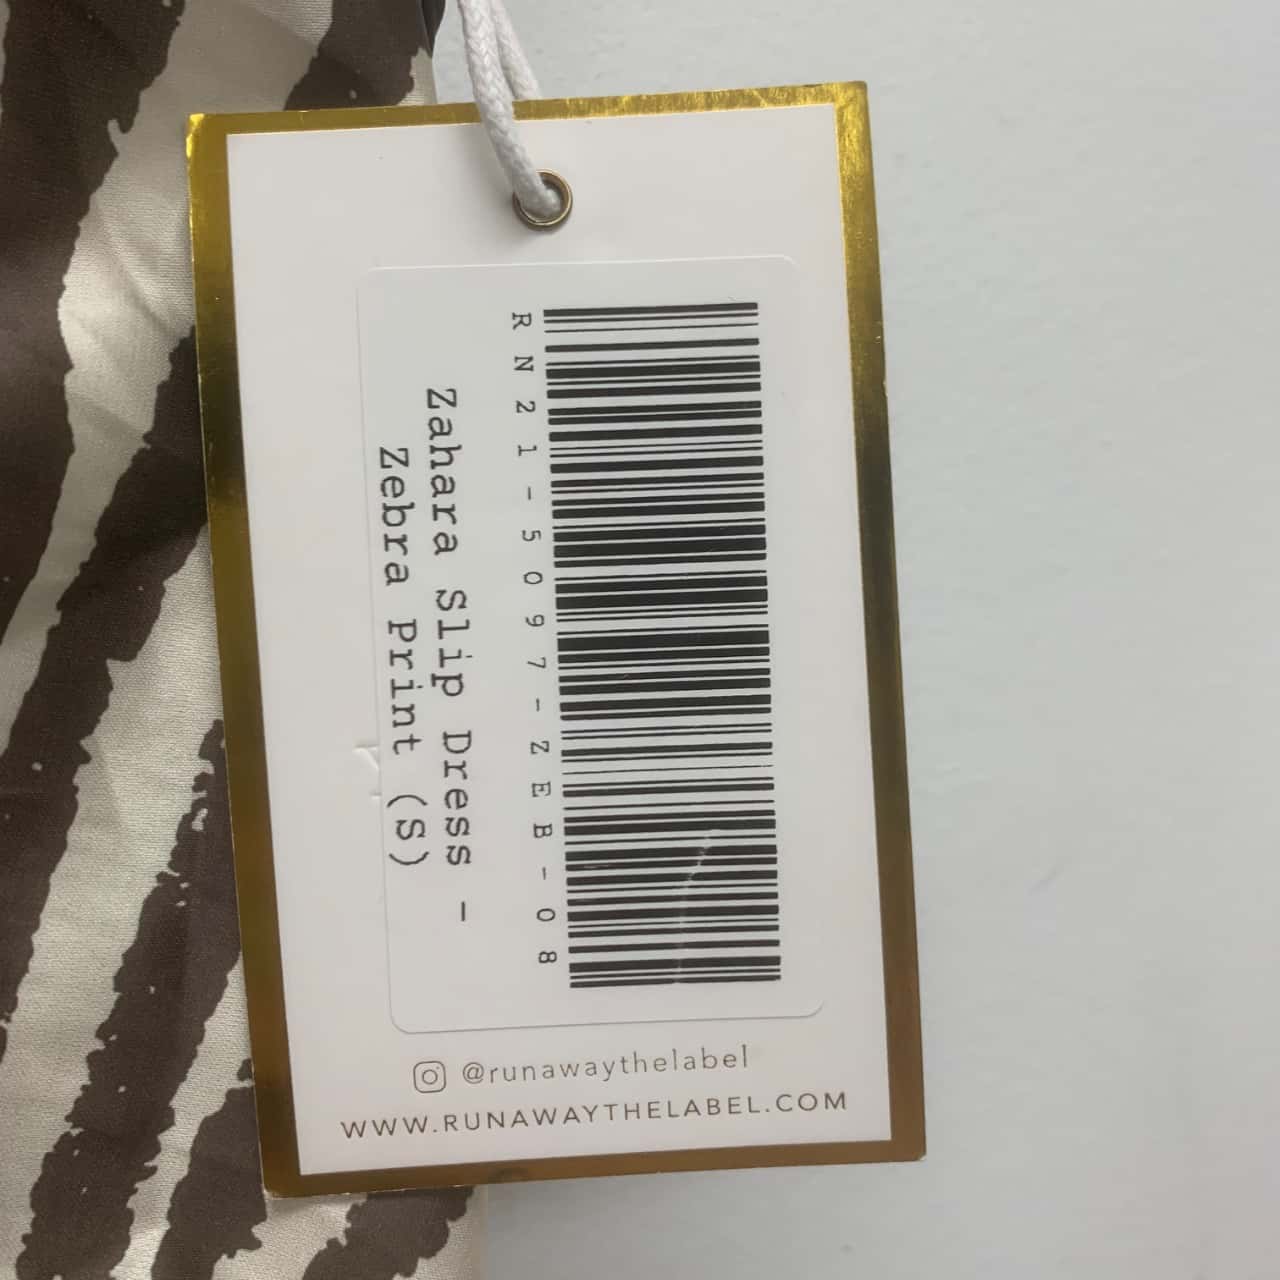 RN21-5097-ZEB-08
Zahara Slip Dress -
Zebra Print (S)
@runawaythelabel
WWW.RUNAWAYTHELABEL.COM